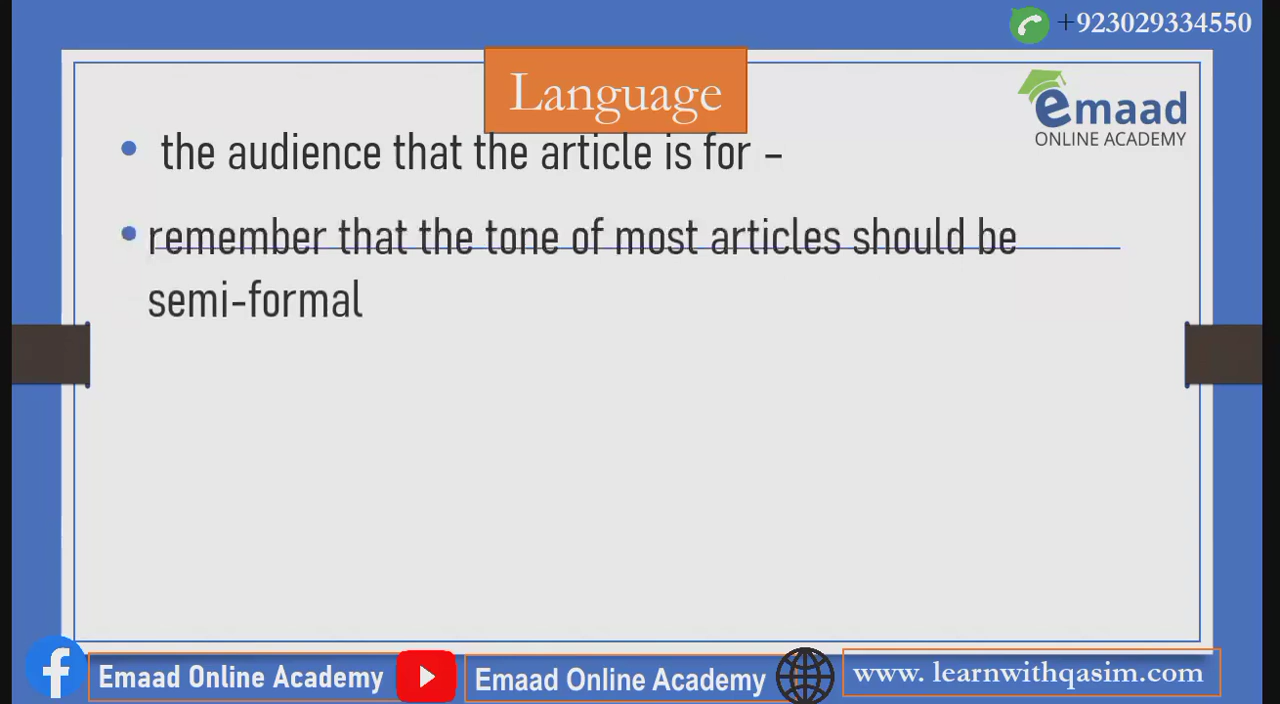 +923029334550
Language
emaad
ONLINE ACADEMY
the audience that the article is for –
remember that the tone of most articles should be
semi-formal
Emaad Online Academy
Emaad Online Academy
www. learnwithqasim.com